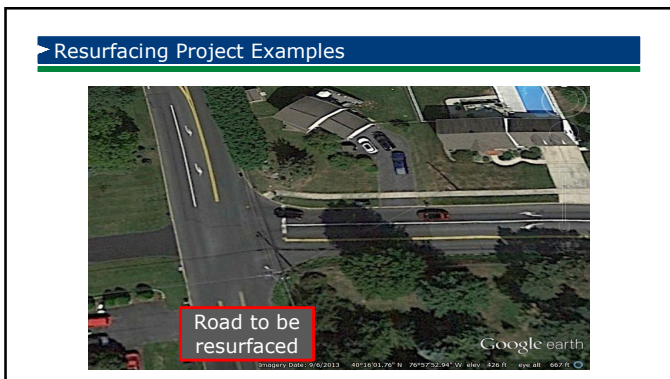 Resurfacing Project Examples
Road to be
resurfaced
Google earth
Imagery Date: 9/6/2013 40°16'01.76" N 76°57'52.94" W elev 426 ft eye alt 667 ft